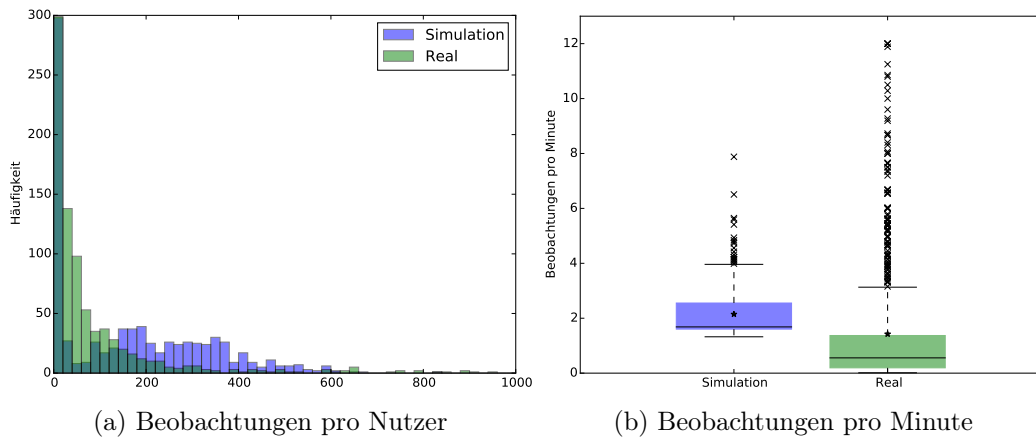 Simulation
Real
Häufigkeit
300
250
200
150
100
50
0
0 200 400 600 800 1000
(a) Beobachtungen pro Nutzer
Beobachtungen pro Minute
12
10
8
6
4
2
0
Simulation Real
(b) Beobachtungen pro Minute